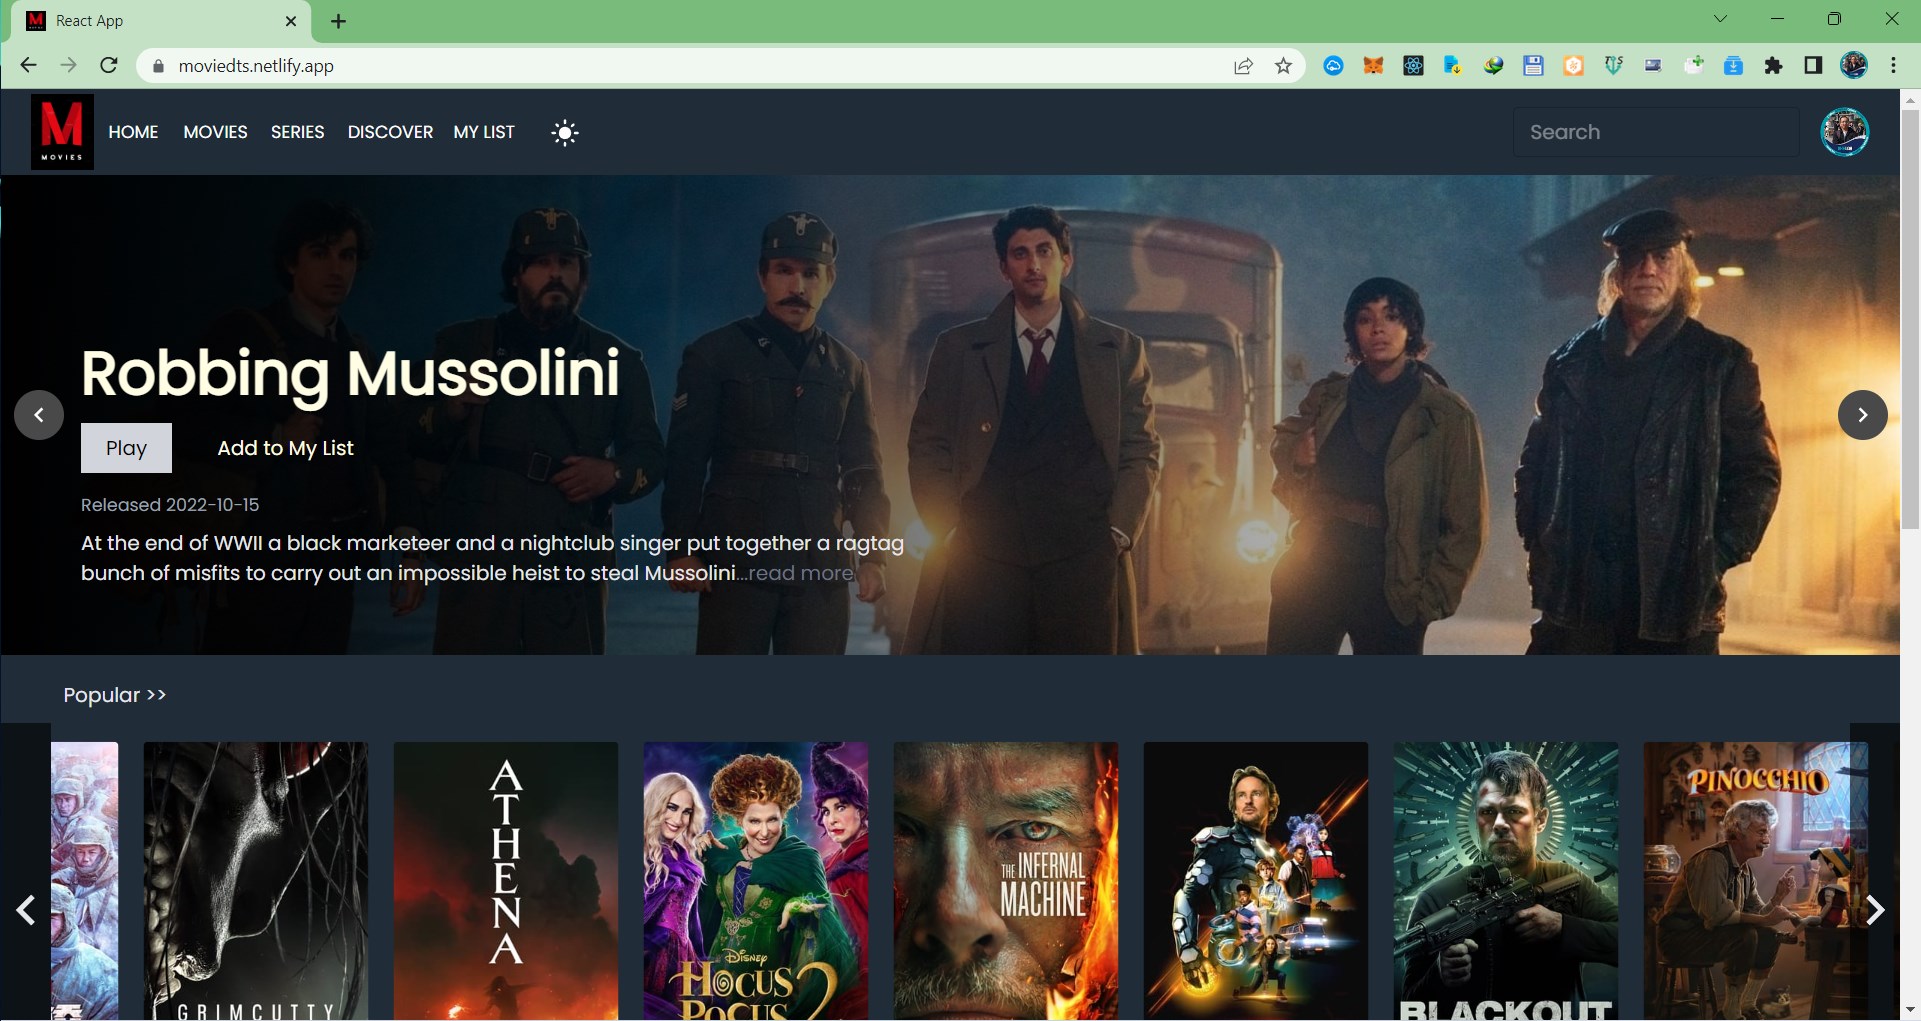 React App
moviedts.netlify.app
M
MOVIES
HOME MOVIES SERIES DISCOVER MY LIST
Search
Robbing Mussolini
Play Add to My List
Released 2022-10-15
At the end of WWII a black marketeer and a nightclub singer put together a ragtag
bunch of misfits to carry out an impossible heist to steal Mussolini...read more
Popular >>
GRIMCUTTY
ATHENA
Disney
HOCUS
POCUS 2
THE INFERNAL
MACHINE
BLACKOUT
PINOCCHIO